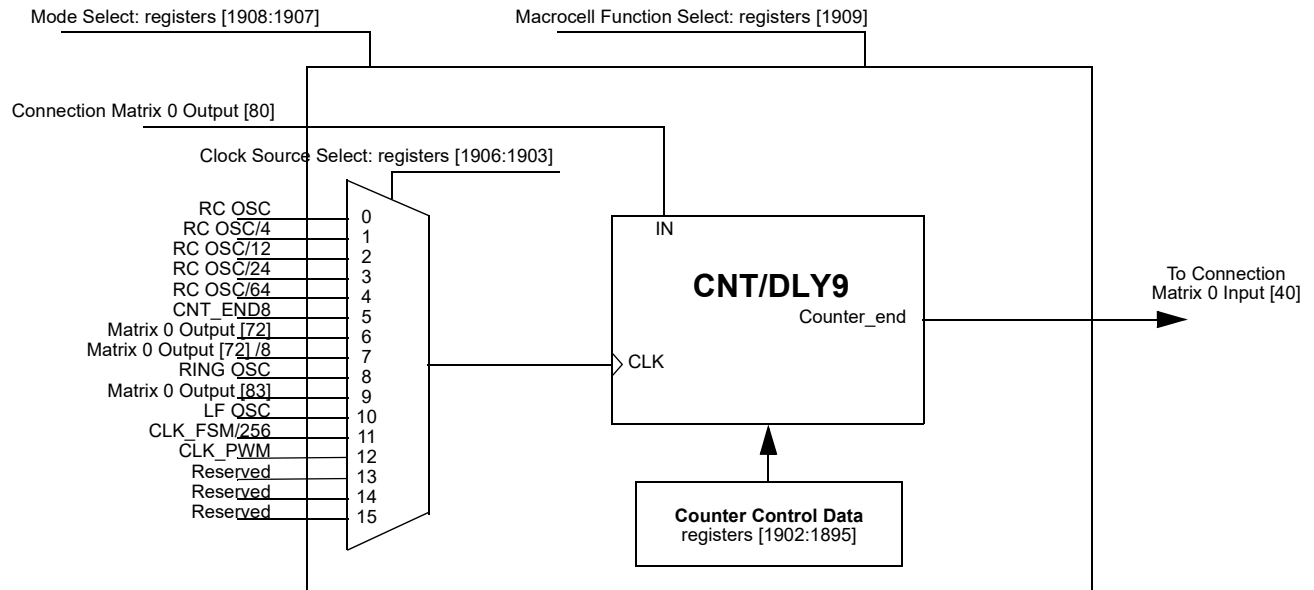 Mode Select: registers [1908:1907]
Macrocell Function Select: registers [1909]
Connection Matrix 0 Output [80]
Clock Source Select: registers [1906:1903]
RC OSC
0
RC OSC/4
1
RC OSC/12
2
RC OSC/24
3
RC OSC/64
4
CNT_END8
5
Matrix 0 Output [72]
6
Matrix 0 Output [72] /8
7
RING OSC
8
Matrix 0 Output [83]
9
LF OSC
10
CLK_FSM/256
11
CLK_PWM
12
Reserved
13
Reserved
14
Reserved
15
IN
CNT/DLY9
Counter_end
CLK
To Connection
Matrix 0 Input [40]
Counter Control Data
registers [1902:1895]